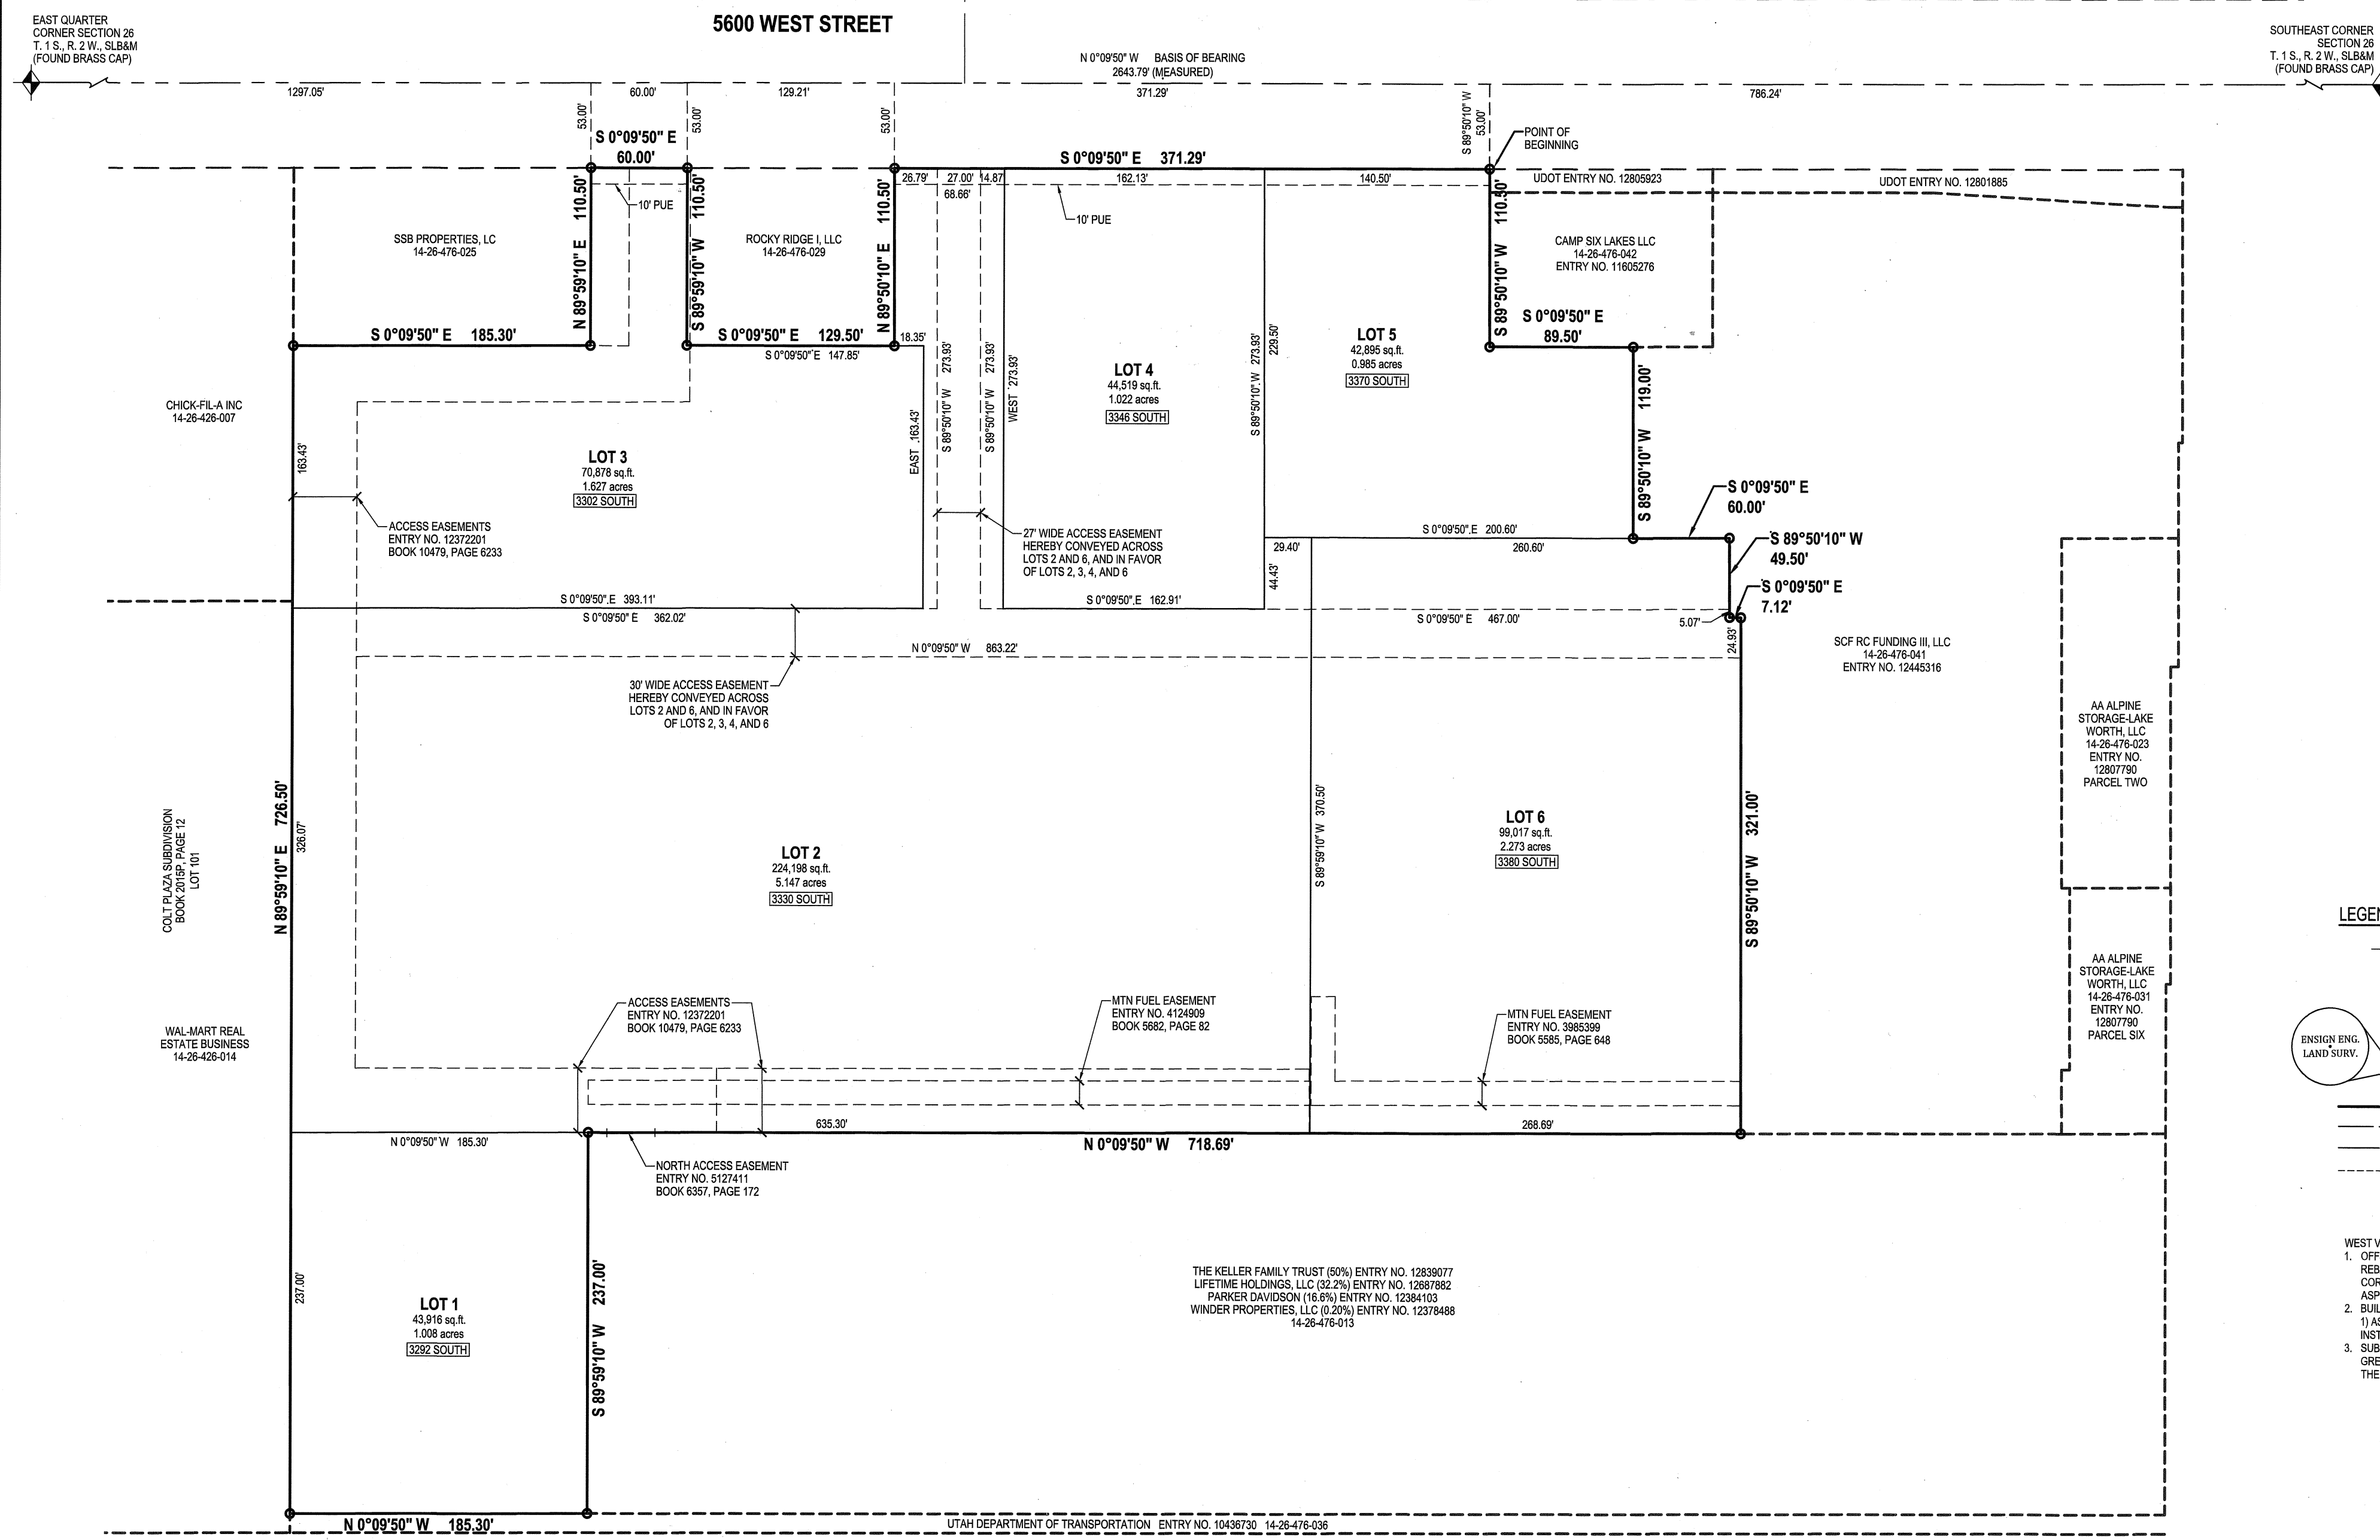 5600 WEST STREET
EAST QUARTER
CORNER SECTION 26
T. 1 S., R. 2 W., SLB&M
(FOUND BRASS CAP)
SOUTHEAST CORNER
SECTION 26
T. 1 S., R. 2 W., SLB&M
(FOUND BRASS CAP)
N 0°09'50" W BASIS OF BEARING
2643.79' (MEASURED)
1297.05'
60.00'
129.21'
371.29'
786.24'
53.00'
53.00'
53.00'
S 89°50'10" W
53.00'
POINT OF
BEGINNING
S 0°09'50" E
60.00'
S 0°09'50" E 371.29'
26.79'
27.00'
14.87'
68.66'
162.13'
140.50'
UDOT ENTRY NO. 12805923
UDOT ENTRY NO. 12801885
10' PUE
10' PUE
N 89°59'10" E 110.50'
S 89°59'10" W 110.50'
N 89°50'10" E 110.50'
S 89°50'10" W 110.50'
SSB PROPERTIES, LC
14-26-476-025
ROCKY RIDGE I, LLC
14-26-476-029
CAMP SIX LAKES LLC
14-26-476-042
ENTRY NO. 11605276
S 0°09'50" E 185.30'
S 0°09'50" E 129.50'
S 0°09'50" E 147.85'
18.35'
S 0°09'50" E
89.50'
CHICK-FIL-A INC
14-26-426-007
163.43'
EAST 163.43'
S 89°50'10" W 273.93'
S 89°50'10" W 273.93'
WEST 273.93'
S 89°50'10" W 273.93'
229.50'
LOT 4
44,519 sq.ft.
1.022 acres
3346 SOUTH
LOT 5
42,895 sq.ft.
0.985 acres
3370 SOUTH
S 89°50'10" W 119.00'
LOT 3
70,878 sq.ft.
1.627 acres
3302 SOUTH
ACCESS EASEMENTS
ENTRY NO. 12372201
BOOK 10479, PAGE 6233
27' WIDE ACCESS EASEMENT
HEREBY CONVEYED ACROSS
LOTS 2 AND 6, AND IN FAVOR
OF LOTS 2, 3, 4, AND 6
S 0°09'50" E
60.00'
S 89°50'10" W
49.50'
S 0°09'50" E
7.12'
S 0°09'50" E 200.60'
29.40'
260.60'
44.43'
S 0°09'50" E 393.11'
S 0°09'50" E 362.02'
S 0°09'50" E 162.91'
S 0°09'50" E 467.00'
5.07'
24.93'
N 0°09'50" W 863.22'
30' WIDE ACCESS EASEMENT
HEREBY CONVEYED ACROSS
LOTS 2 AND 6, AND IN FAVOR
OF LOTS 2, 3, 4, AND 6
SCF RC FUNDING III, LLC
14-26-476-041
ENTRY NO. 12445316
AA ALPINE
STORAGE-LAKE
WORTH, LLC
14-26-476-023
ENTRY NO.
12807790
PARCEL TWO
COLT PLAZA SUBDIVISION
BOOK 2015P, PAGE 12
LOT 101
N 89°59'10" E 726.50'
326.07'
LOT 2
224,198 sq.ft.
5.147 acres
3330 SOUTH
S 89°59'10" W 370.50'
LOT 6
99,017 sq.ft.
2.273 acres
3380 SOUTH
S 89°50'10" W 321.00'
AA ALPINE
STORAGE-LAKE
WORTH, LLC
14-26-476-031
ENTRY NO.
12807790
PARCEL SIX
LEGEN
ENSIGN ENG.
LAND SURV.
WAL-MART REAL
ESTATE BUSINESS
14-26-426-014
ACCESS EASEMENTS
ENTRY NO. 12372201
BOOK 10479, PAGE 6233
MTN FUEL EASEMENT
ENTRY NO. 4124909
BOOK 5682, PAGE 82
MTN FUEL EASEMENT
ENTRY NO. 3985399
BOOK 5585, PAGE 648
N 0°09'50" W 185.30'
635.30'
N 0°09'50" W 718.69'
268.69'
NORTH ACCESS EASEMENT
ENTRY NO. 5127411
BOOK 6357, PAGE 172
237.00'
S 89°59'10" W 237.00'
LOT 1
43,916 sq.ft.
1.008 acres
3292 SOUTH
THE KELLER FAMILY TRUST (50%) ENTRY NO. 12839077
LIFETIME HOLDINGS, LLC (32.2%) ENTRY NO. 12687882
PARKER DAVIDSON (16.6%) ENTRY NO. 12384103
WINDER PROPERTIES, LLC (0.20%) ENTRY NO. 12378488
14-26-476-013
WEST V
1. OFF
REB
COR
ASP
2. BUIL
1) AS
INST
3. SUB
GRE
THE
N 0°09'50" W 185.30'
UTAH DEPARTMENT OF TRANSPORTATION ENTRY NO. 10436730 14-26-476-036